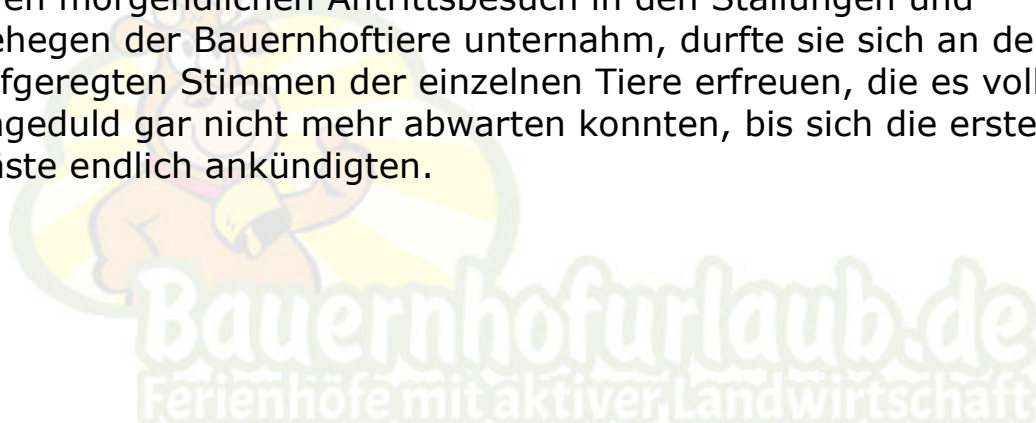 en morgendlichen Antrittsbesuch in den Stallungen und
ehegen der Bauernhoftiere unternahm, durfte sie sich an de
fgeregten Stimmen der einzelnen Tiere erfreuen, die es voll
ngeduld gar nicht mehr abwarten konnten, bis sich die erste
äste endlich ankündigten.
Bauernhofurlaub.de
Ferienhöfe mit aktiver Landwirtschaft